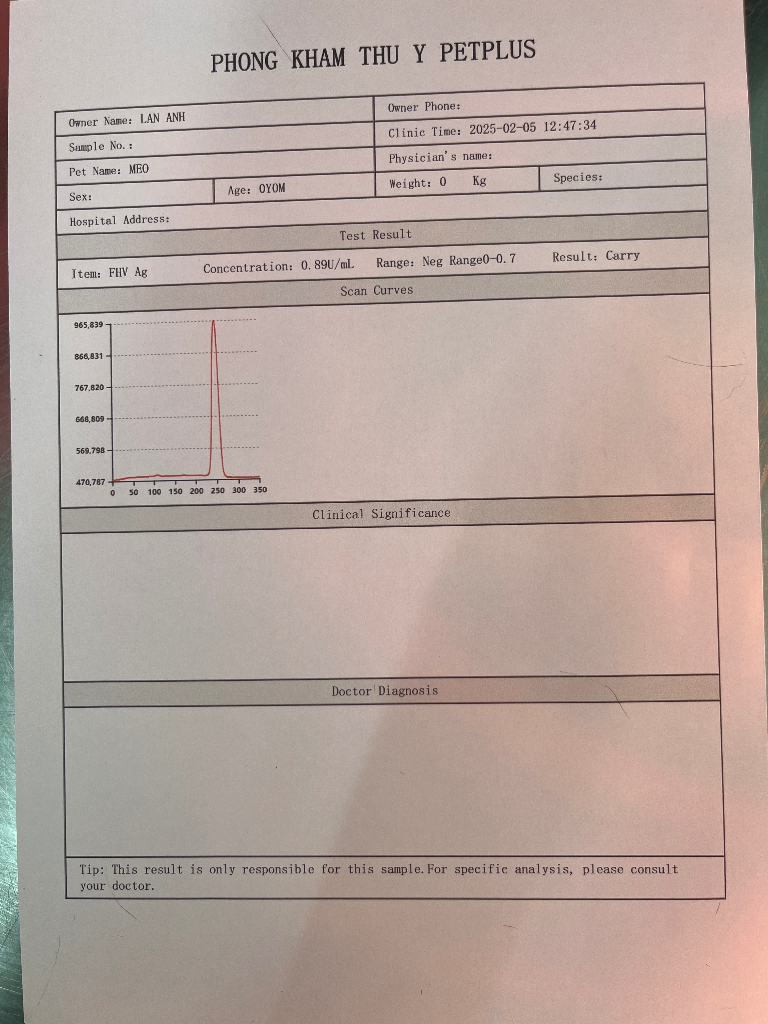 PHONG KHAM THU Y PETPLUS
Owner Name: LAN ANH
Owner Phone:
Sample No.:
Clinic Time: 2025-02-05 12:47:34
Pet Name: MEO
Physician's name:
Sex:
Age: 0Y0M
Weight: 0 Kg
Species:
Hospital Address:
Test Result
Item: FHV Ag Concentration: 0.89U/mL Range: Neg Range0-0.7 Result: Carry
Scan Curves
965,839
866,831
767,820
668,809
569,798
470,787
0 50 100 150 200 250 300 350
Clinical Significance
Doctor Diagnosis
Tip: This result is only responsible for this sample.For specific analysis, please consult
your doctor.